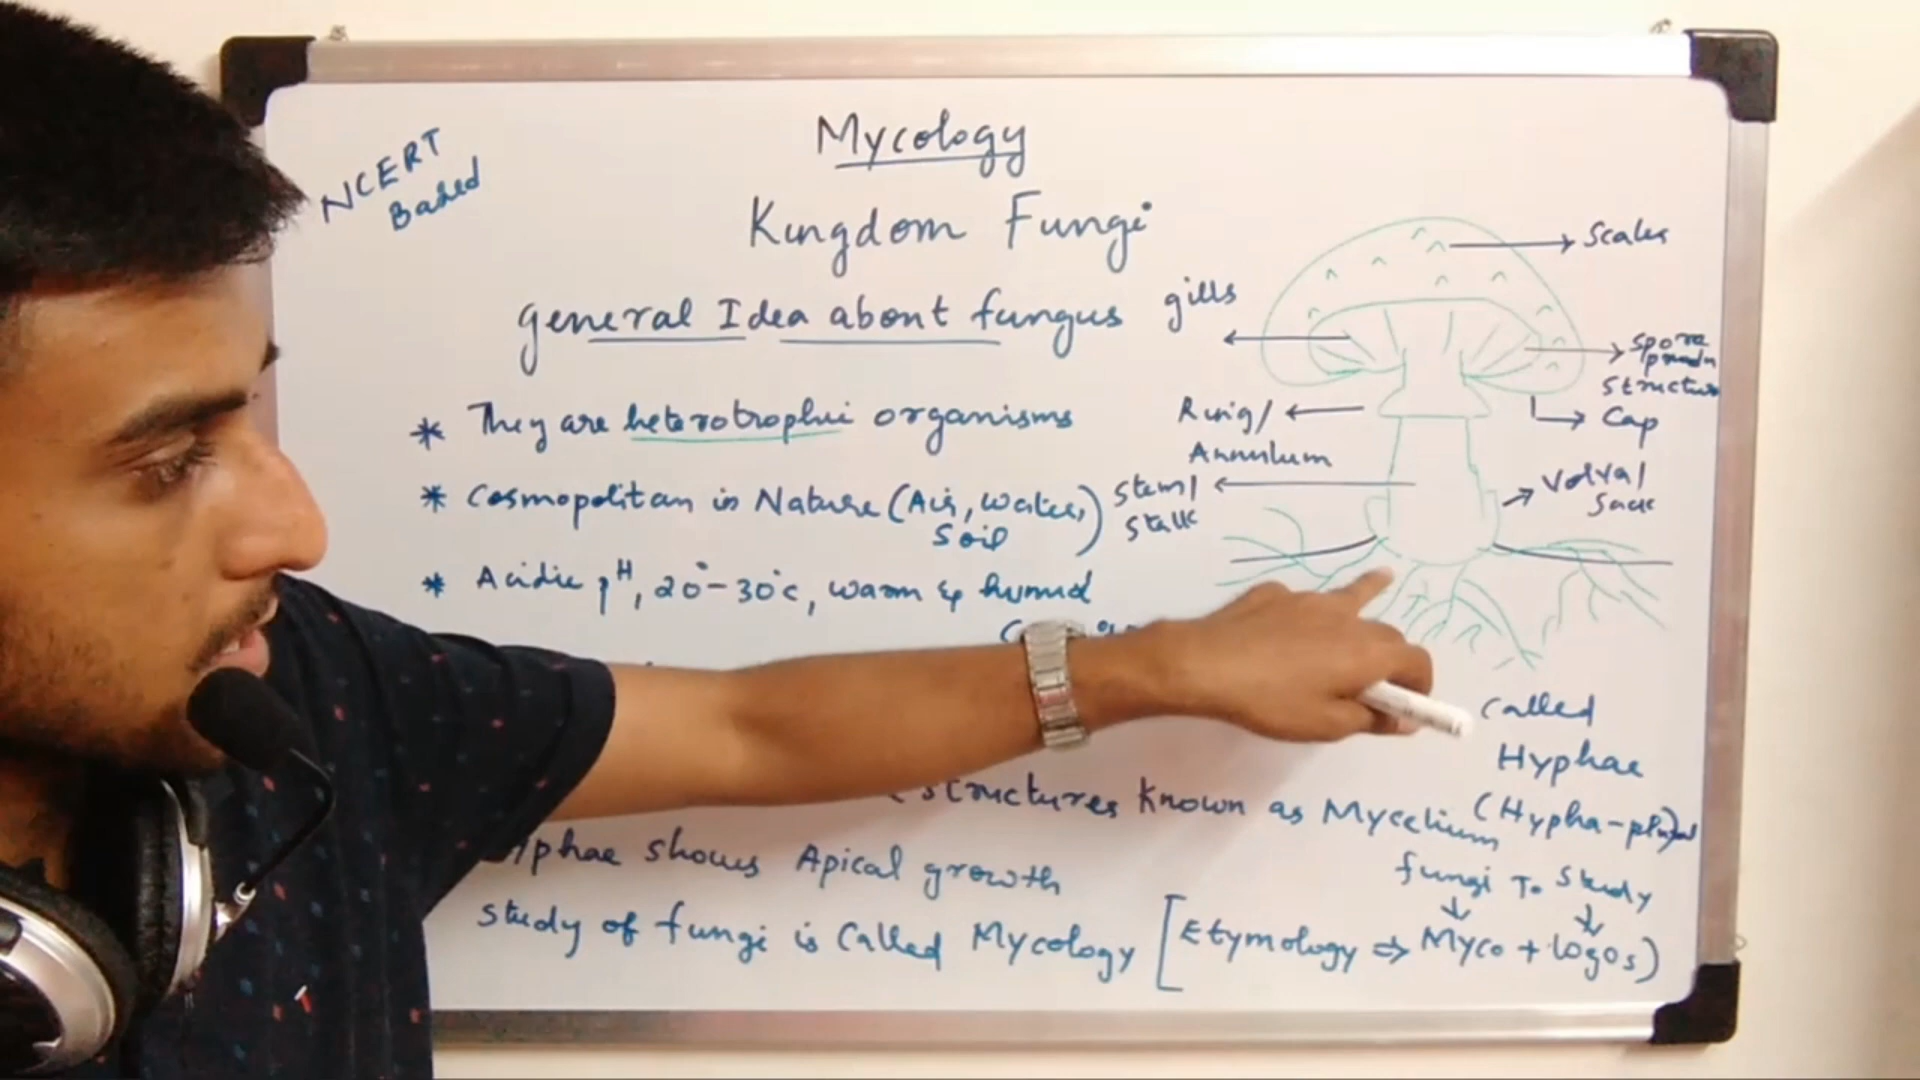 NCERT
Based
Mycology
Kingdom Fungi
general Idea about fungus
* They are heterotrophic organisms
* Cosmopolitan in Nature (Air, water,
Soil)
* Acidic pH, 20°-30°c, warm & humid
Scales
gills
Spore
Structure
Cap
Ring/
Annulum
Volva/
Sack
Stem/
Stalk
called
Hyphae
structures known as Mycelium (Hypha-plural)
phae shows Apical growth
study of fungi is Called Mycology [Etymology ⇒ Myco + logos)
fungi To study